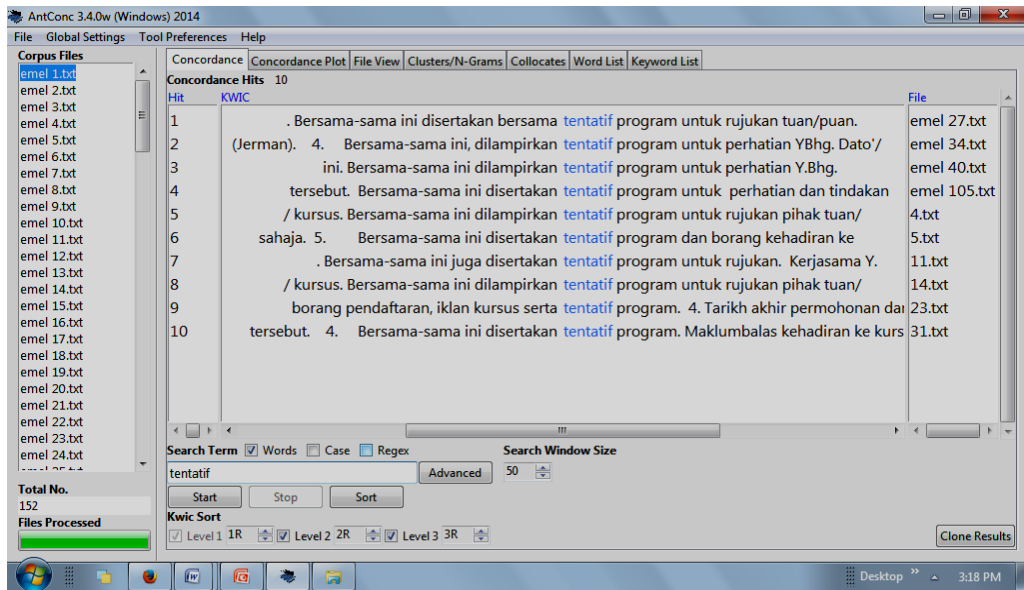 AntConc 3.4.0w (Windows) 2014
File Global Settings Tool Preferences Help
Corpus Files
emel 1.txt
emel 2.txt
emel 3.txt
emel 4.txt
emel 5.txt
emel 6.txt
emel 7.txt
emel 8.txt
emel 9.txt
emel 10.txt
emel 11.txt
emel 12.txt
emel 13.txt
emel 14.txt
emel 15.txt
emel 16.txt
emel 17.txt
emel 18.txt
emel 19.txt
emel 20.txt
emel 21.txt
emel 22.txt
emel 23.txt
emel 24.txt
Total No.
152
Files Processed
Concordance Concordance Plot File View Clusters/N-Grams Collocates Word List Keyword List
Concordance Hits 10
Hit KWIC File
1 . Bersama-sama ini disertakan bersama tentatif program untuk rujukan tuan/puan. emel 27.txt
2 (Jerman). 4. Bersama-sama ini, dilampirkan tentatif program untuk perhatian YBhg. Dato'/ emel 34.txt
3 ini. Bersama-sama ini dilampirkan tentatif program untuk perhatian Y.Bhg. emel 40.txt
4 tersebut. Bersama-sama ini disertakan tentatif program untuk perhatian dan tindakan emel 105.txt
5 / kursus. Bersama-sama ini dilampirkan tentatif program untuk rujukan pihak tuan/ 4.txt
6 sahaja. 5. Bersama-sama ini disertakan tentatif program dan borang kehadiran ke 5.txt
7 . Bersama-sama ini juga disertakan tentatif program untuk rujukan. Kerjasama Y. 11.txt
8 / kursus. Bersama-sama ini dilampirkan tentatif program untuk rujukan pihak tuan/ 14.txt
9 borang pendaftaran, iklan kursus serta tentatif program. 4. Tarikh akhir permohonan dan 23.txt
10 tersebut. 4. Bersama-sama ini disertakan tentatif program. Maklumbalas kehadiran ke kurs 31.txt
Search Term Words Case Regex Search Window Size
tentatif Advanced 50
Start Stop Sort
Kwic Sort
Level 1 1R Level 2 2R Level 3 3R Clone Results
Desktop » 3:18 PM